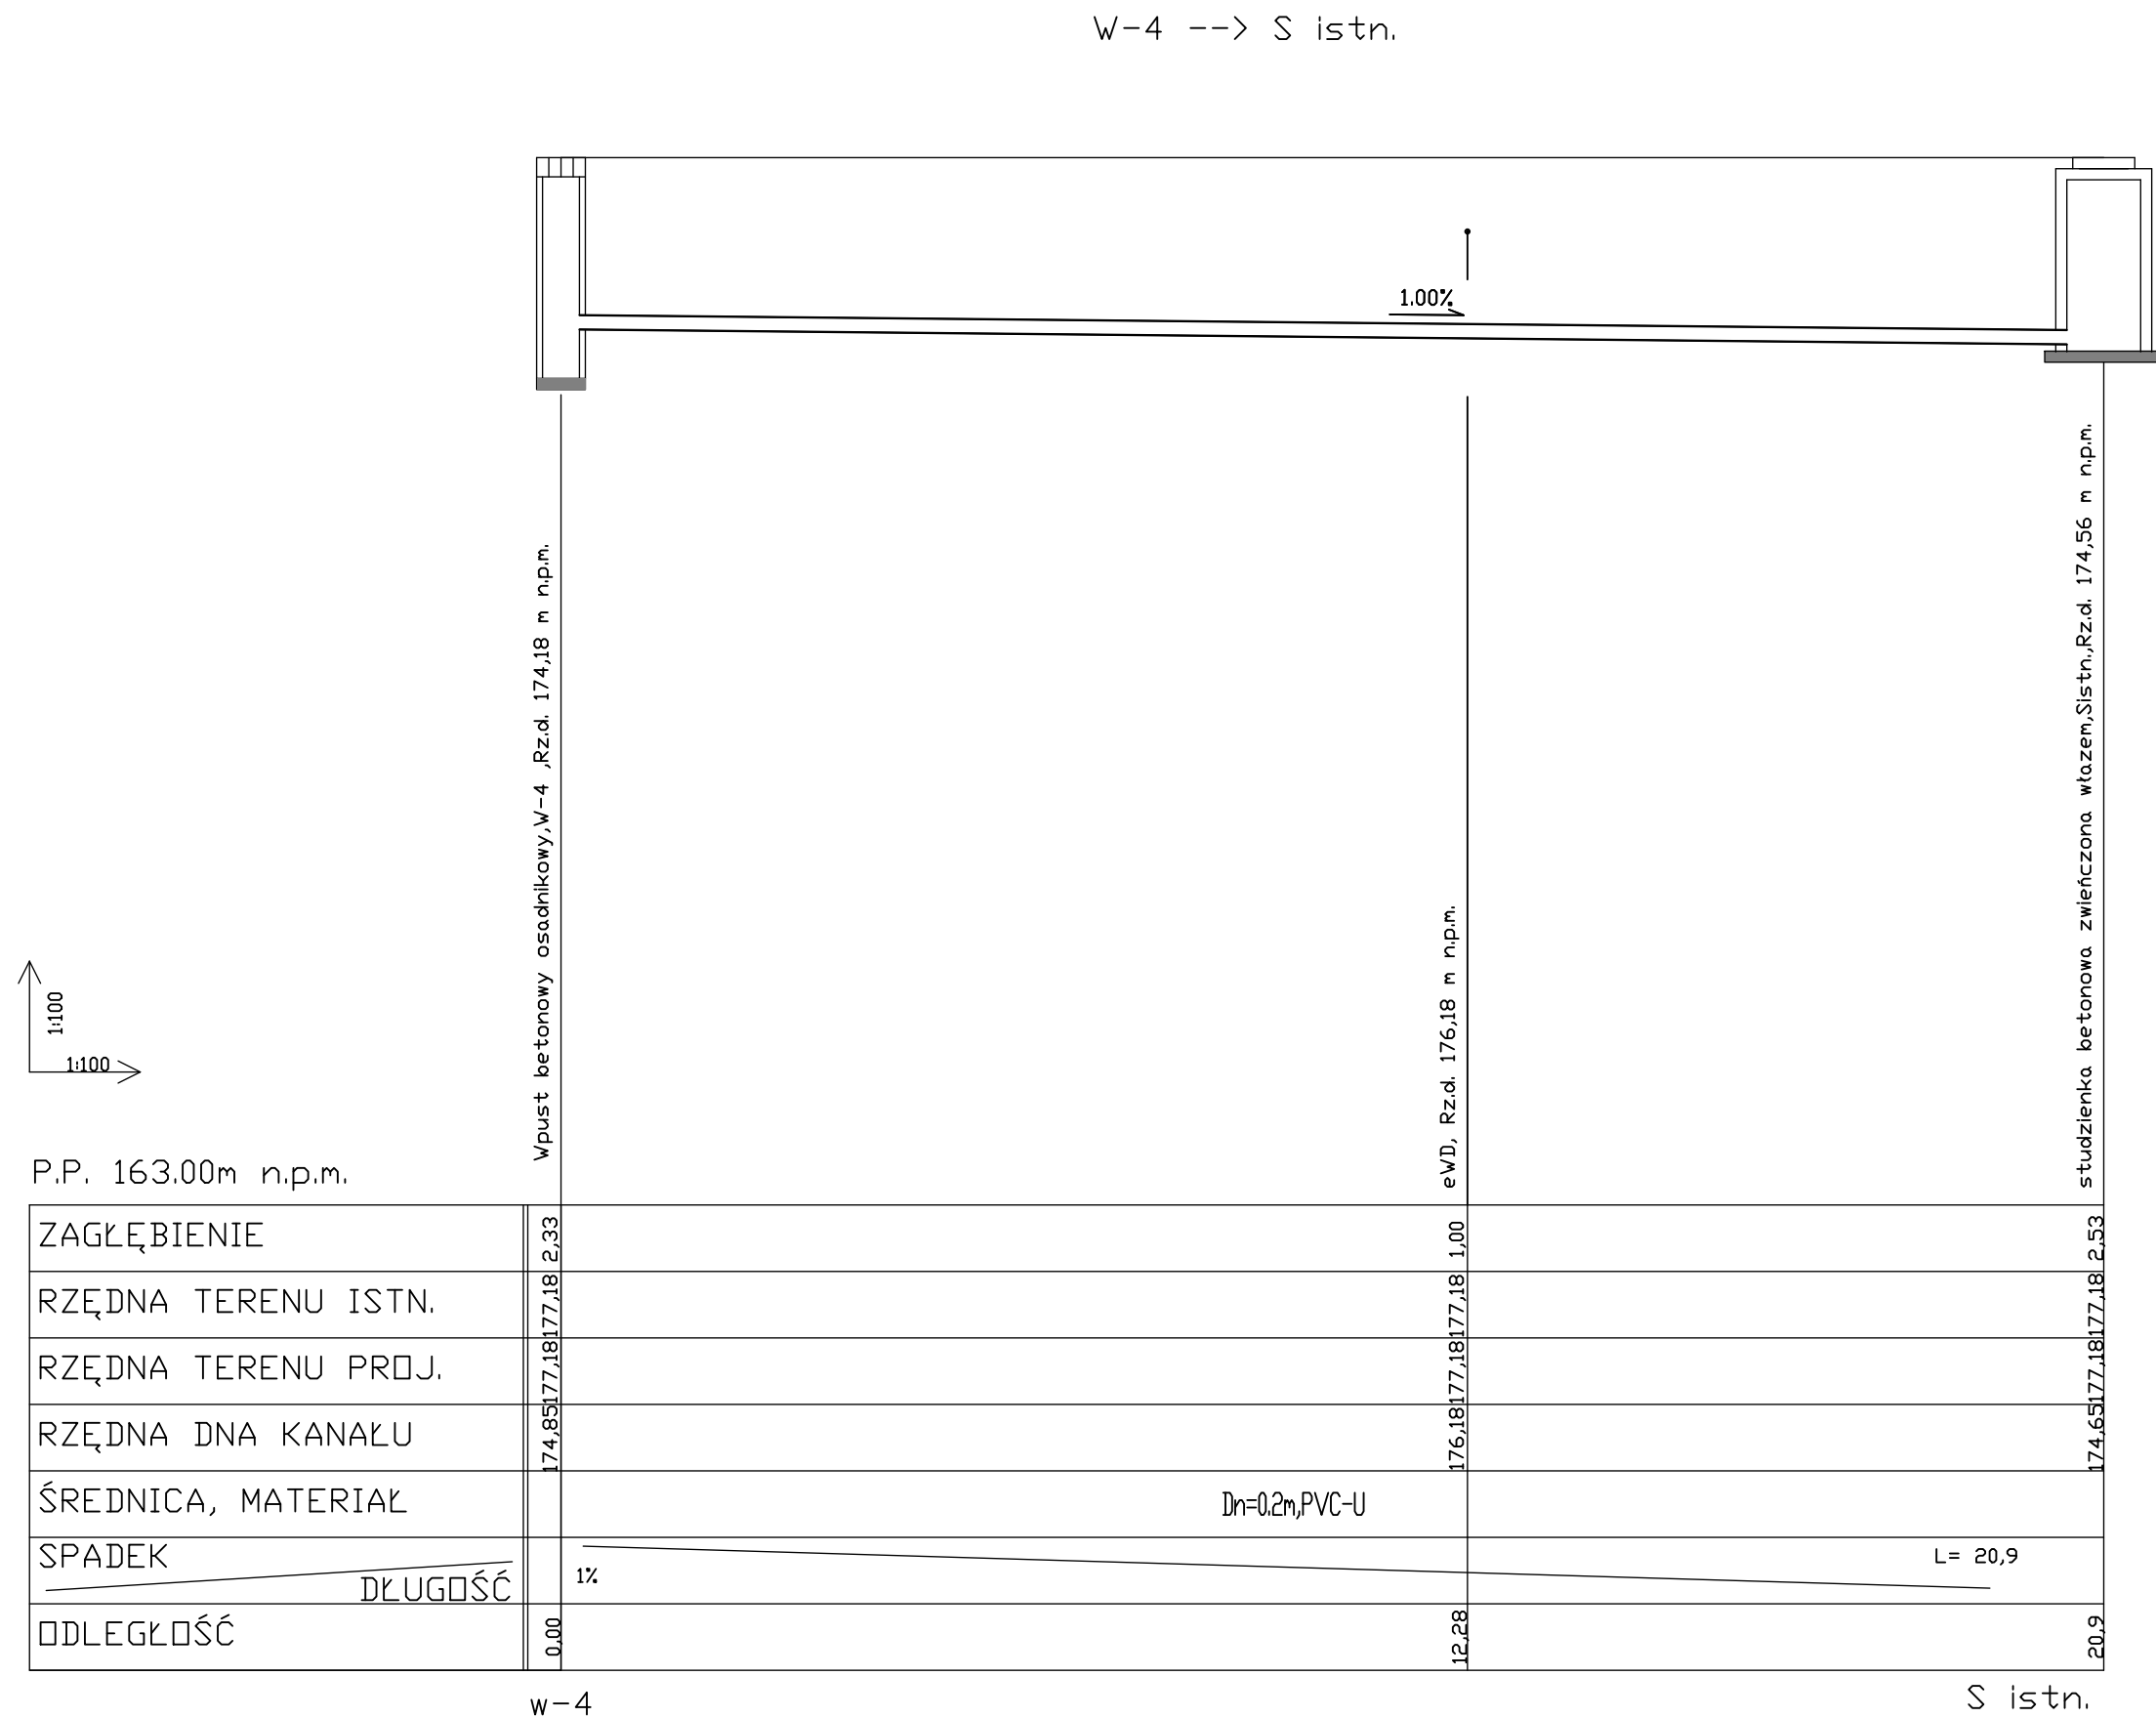 W-4 --> S istn.
1.00%
Wpust betonowy osadnikowy,W-4 ,Rz.d. 174,18 m n.p.m.
eWD, Rz.d. 176,18 m n.p.m.
studzienka betonowa zwieńczona włazem,Sistn.,Rz.d. 174,56 m n.p.m.
1:100
1:100
P.P. 163.00m n.p.m.
ZAGŁĘBIENIE 2,33 1,00 2,53
RZĘDNA TERENU ISTN. 177,18 177,18 177,18
RZĘDNA TERENU PROJ. 177,18 177,18 177,18
RZĘDNA DNA KANAŁU 174,85 176,18 174,65
ŚREDNICA, MATERIAŁ Dn=0.2m,PVC-U
SPADEK L= 20,9
DŁUGOŚĆ 1%
ODLEGŁOŚĆ 0,00 12,28 20,9
w-4 S istn.